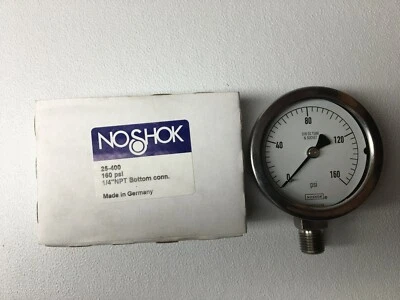 NOSHOK
25-400
160 psi
1/4"NPT Bottom conn.
Made in Germany
80
40
120
0
160
psi
NOSHOK